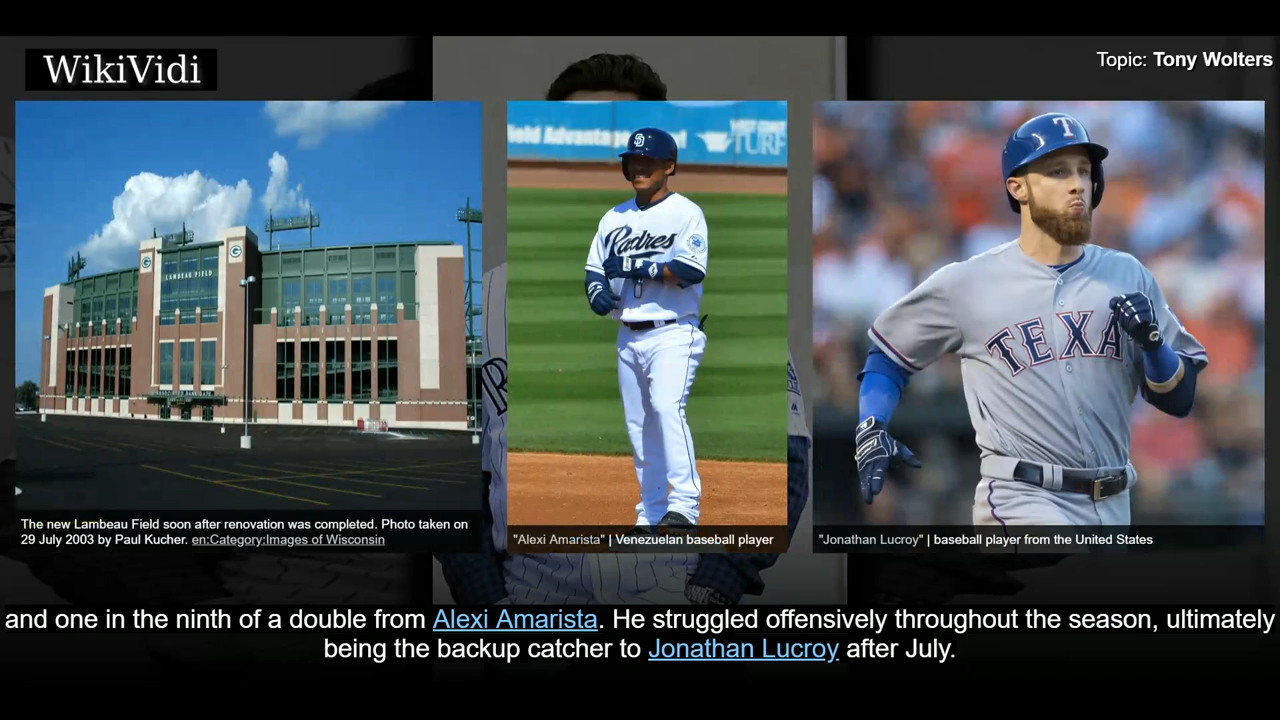 WikiVidi
Topic: Tony Wolters
LAMBEAU FIELD
G
G
TURF
SD
Padres
T
TEXA
The new Lambeau Field soon after renovation was completed. Photo taken on
29 July 2003 by Paul Kucher. en:Category:Images of Wisconsin
"Alexi Amarista" | Venezuelan baseball player
"Jonathan Lucroy" | baseball player from the United States
and one in the ninth of a double from Alexi Amarista. He struggled offensively throughout the season, ultimately
being the backup catcher to Jonathan Lucroy after July.